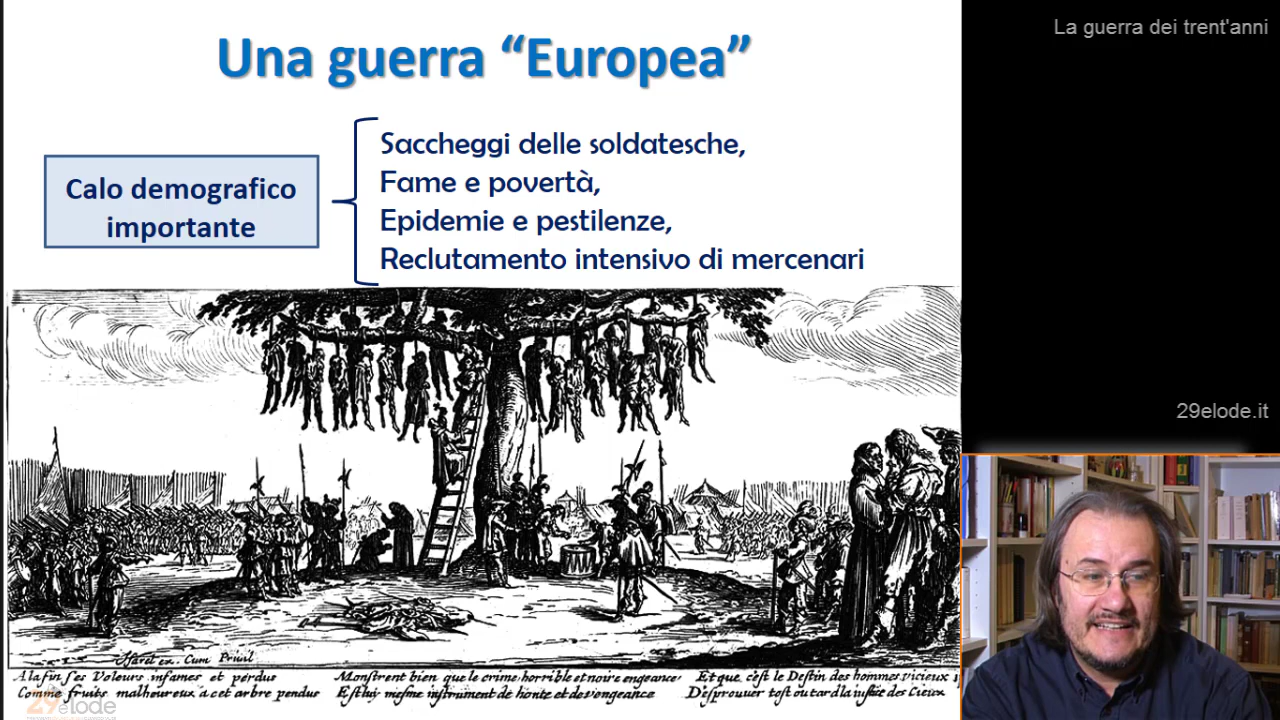 Una guerra “Europea”
La guerra dei trent'anni
Calo demografico
importante
Saccheggi delle soldatesche,
Fame e povertà,
Epidemie e pestilenze,
Reclutamento intensivo di mercenari
29elode.it
Israel ex. Cum Privil
A la fin ses Voleurs infames et perdus
Comme fruits malheureux a cet arbre pendus
Monstrent bien que le crime horrible et noire engeance
Est luy mesme instrument de honte et de vengeance
Et que c'est le Destin des hommes vicieux
D'esprouver tost ou tard la justice des Cieux
29elode